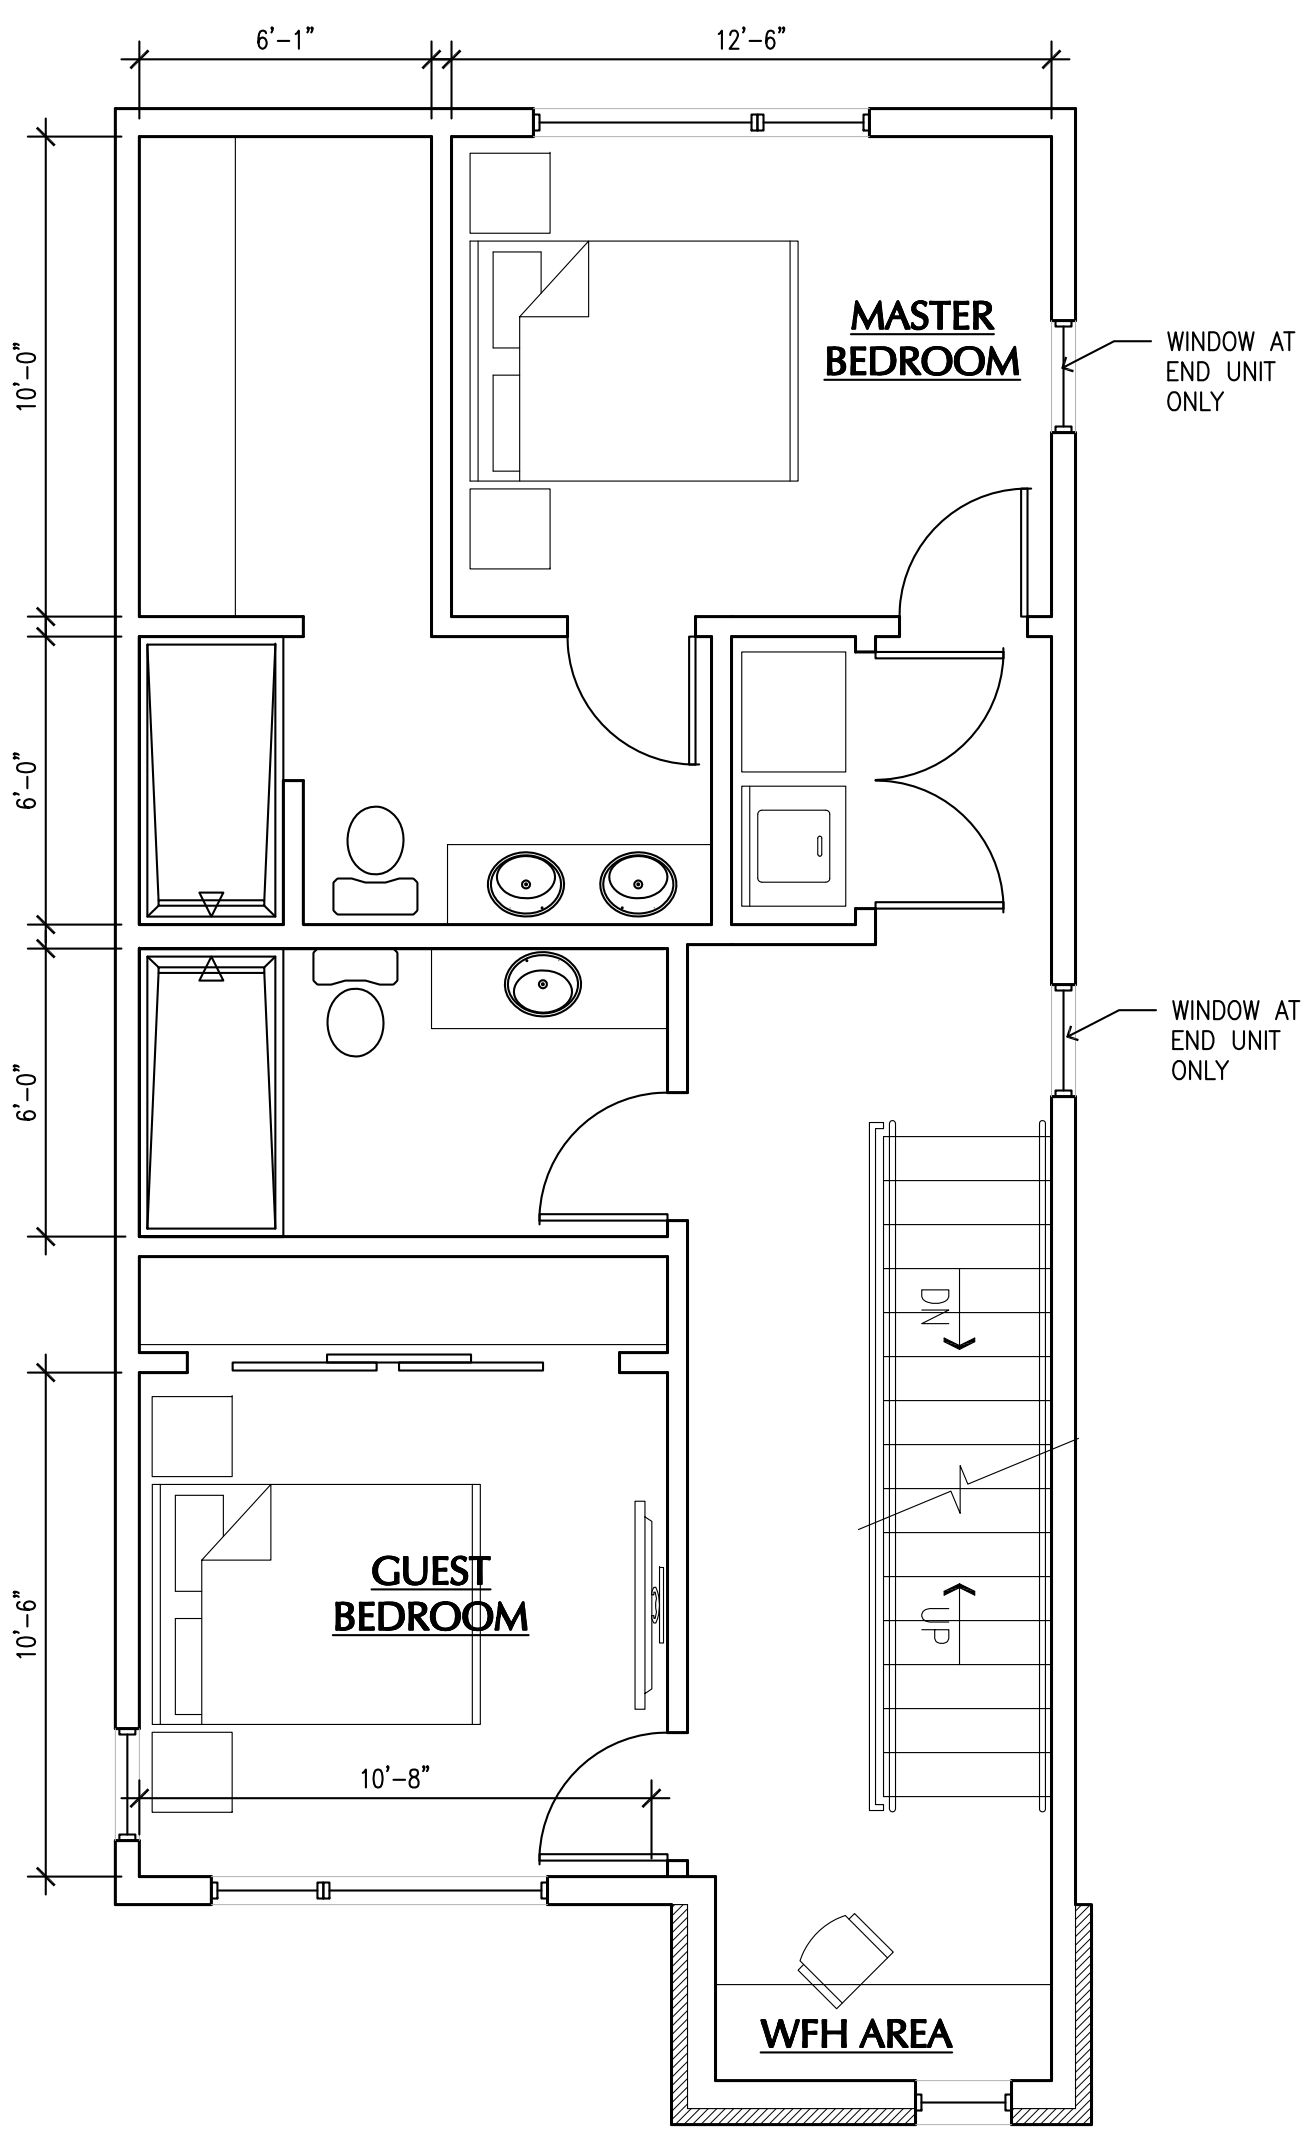 6'-1"
12'-6"
10'-0"
MASTER
BEDROOM
WINDOW AT
END UNIT
ONLY
6'-0"
WINDOW AT
END UNIT
ONLY
6'-0"
DN
GUEST
BEDROOM
10'-6"
UP
10'-8"
WFH AREA